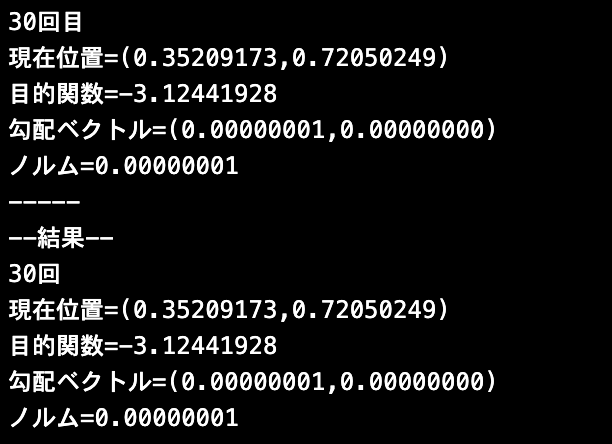 30回目
現在位置=(0.35209173,0.72050249)
目的関数=-3.12441928
勾配ベクトル=(0.00000001,0.00000000)
ノルム=0.00000001
-----
--結果--
30回
現在位置=(0.35209173,0.72050249)
目的関数=-3.12441928
勾配ベクトル=(0.00000001,0.00000000)
ノルム=0.00000001